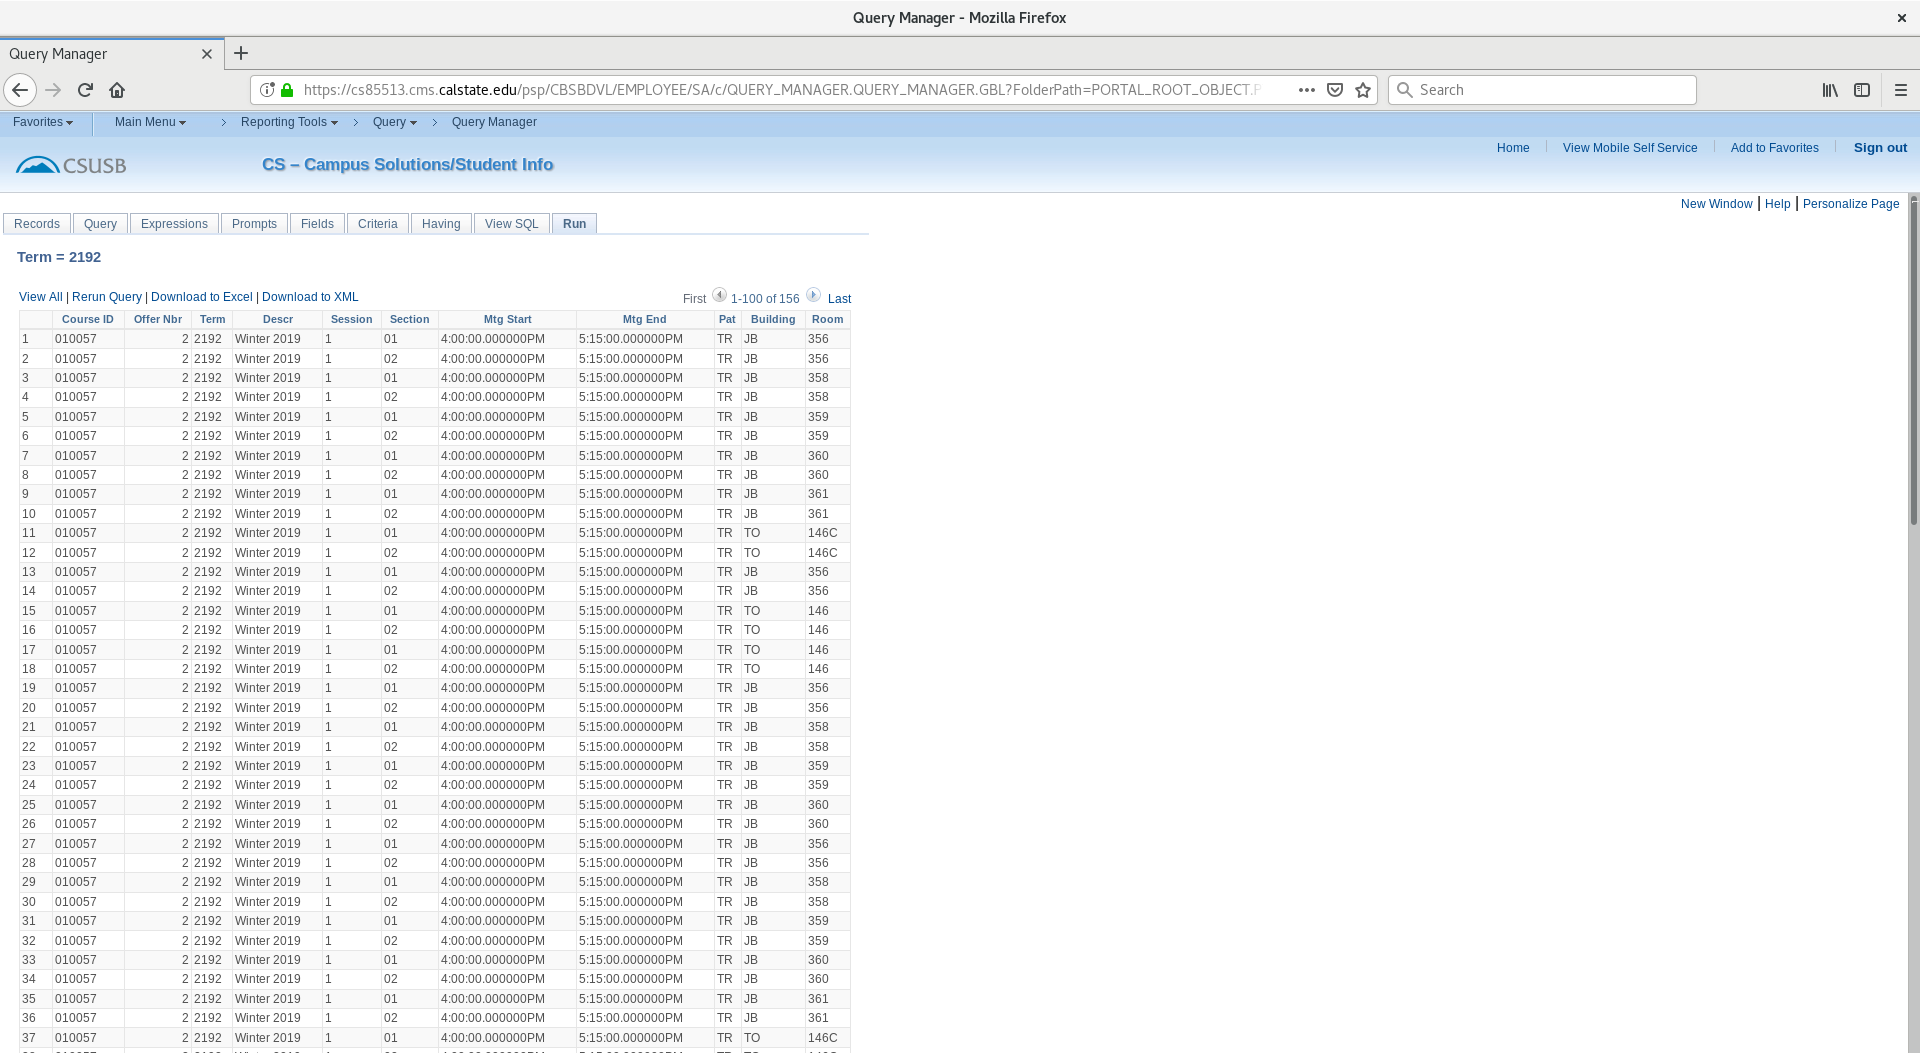 Query Manager - Mozilla Firefox
Query Manager
https://cs85513.cms.calstate.edu/psp/CBSBDVL/EMPLOYEE/SA/c/QUERY_MANAGER.QUERY_MANAGER.GBL?FolderPath=PORTAL_ROOT_OBJECT.P
Search
Favorites Main Menu > Reporting Tools > Query > Query Manager
CSUSB
CS – Campus Solutions/Student Info
Home View Mobile Self Service Add to Favorites Sign out
New Window | Help | Personalize Page
Records Query Expressions Prompts Fields Criteria Having View SQL Run
Term = 2192
View All | Rerun Query | Download to Excel | Download to XML First 1-100 of 156 Last
Course ID Offer Nbr Term Descr Session Section Mtg Start Mtg End Pat Building Room
1 010057 2 2192 Winter 2019 1 01 4:00:00.000000PM 5:15:00.000000PM TR JB 356
2 010057 2 2192 Winter 2019 1 02 4:00:00.000000PM 5:15:00.000000PM TR JB 356
3 010057 2 2192 Winter 2019 1 01 4:00:00.000000PM 5:15:00.000000PM TR JB 358
4 010057 2 2192 Winter 2019 1 02 4:00:00.000000PM 5:15:00.000000PM TR JB 358
5 010057 2 2192 Winter 2019 1 01 4:00:00.000000PM 5:15:00.000000PM TR JB 359
6 010057 2 2192 Winter 2019 1 02 4:00:00.000000PM 5:15:00.000000PM TR JB 359
7 010057 2 2192 Winter 2019 1 01 4:00:00.000000PM 5:15:00.000000PM TR JB 360
8 010057 2 2192 Winter 2019 1 02 4:00:00.000000PM 5:15:00.000000PM TR JB 360
9 010057 2 2192 Winter 2019 1 01 4:00:00.000000PM 5:15:00.000000PM TR JB 361
10 010057 2 2192 Winter 2019 1 02 4:00:00.000000PM 5:15:00.000000PM TR JB 361
11 010057 2 2192 Winter 2019 1 01 4:00:00.000000PM 5:15:00.000000PM TR TO 146C
12 010057 2 2192 Winter 2019 1 02 4:00:00.000000PM 5:15:00.000000PM TR TO 146C
13 010057 2 2192 Winter 2019 1 01 4:00:00.000000PM 5:15:00.000000PM TR JB 356
14 010057 2 2192 Winter 2019 1 02 4:00:00.000000PM 5:15:00.000000PM TR JB 356
15 010057 2 2192 Winter 2019 1 01 4:00:00.000000PM 5:15:00.000000PM TR TO 146
16 010057 2 2192 Winter 2019 1 02 4:00:00.000000PM 5:15:00.000000PM TR TO 146
17 010057 2 2192 Winter 2019 1 01 4:00:00.000000PM 5:15:00.000000PM TR TO 146
18 010057 2 2192 Winter 2019 1 02 4:00:00.000000PM 5:15:00.000000PM TR TO 146
19 010057 2 2192 Winter 2019 1 01 4:00:00.000000PM 5:15:00.000000PM TR JB 356
20 010057 2 2192 Winter 2019 1 02 4:00:00.000000PM 5:15:00.000000PM TR JB 356
21 010057 2 2192 Winter 2019 1 01 4:00:00.000000PM 5:15:00.000000PM TR JB 358
22 010057 2 2192 Winter 2019 1 02 4:00:00.000000PM 5:15:00.000000PM TR JB 358
23 010057 2 2192 Winter 2019 1 01 4:00:00.000000PM 5:15:00.000000PM TR JB 359
24 010057 2 2192 Winter 2019 1 02 4:00:00.000000PM 5:15:00.000000PM TR JB 359
25 010057 2 2192 Winter 2019 1 01 4:00:00.000000PM 5:15:00.000000PM TR JB 360
26 010057 2 2192 Winter 2019 1 02 4:00:00.000000PM 5:15:00.000000PM TR JB 360
27 010057 2 2192 Winter 2019 1 01 4:00:00.000000PM 5:15:00.000000PM TR JB 356
28 010057 2 2192 Winter 2019 1 02 4:00:00.000000PM 5:15:00.000000PM TR JB 356
29 010057 2 2192 Winter 2019 1 01 4:00:00.000000PM 5:15:00.000000PM TR JB 358
30 010057 2 2192 Winter 2019 1 02 4:00:00.000000PM 5:15:00.000000PM TR JB 358
31 010057 2 2192 Winter 2019 1 01 4:00:00.000000PM 5:15:00.000000PM TR JB 359
32 010057 2 2192 Winter 2019 1 02 4:00:00.000000PM 5:15:00.000000PM TR JB 359
33 010057 2 2192 Winter 2019 1 01 4:00:00.000000PM 5:15:00.000000PM TR JB 360
34 010057 2 2192 Winter 2019 1 02 4:00:00.000000PM 5:15:00.000000PM TR JB 360
35 010057 2 2192 Winter 2019 1 01 4:00:00.000000PM 5:15:00.000000PM TR JB 361
36 010057 2 2192 Winter 2019 1 02 4:00:00.000000PM 5:15:00.000000PM TR JB 361
37 010057 2 2192 Winter 2019 1 01 4:00:00.000000PM 5:15:00.000000PM TR TO 146C